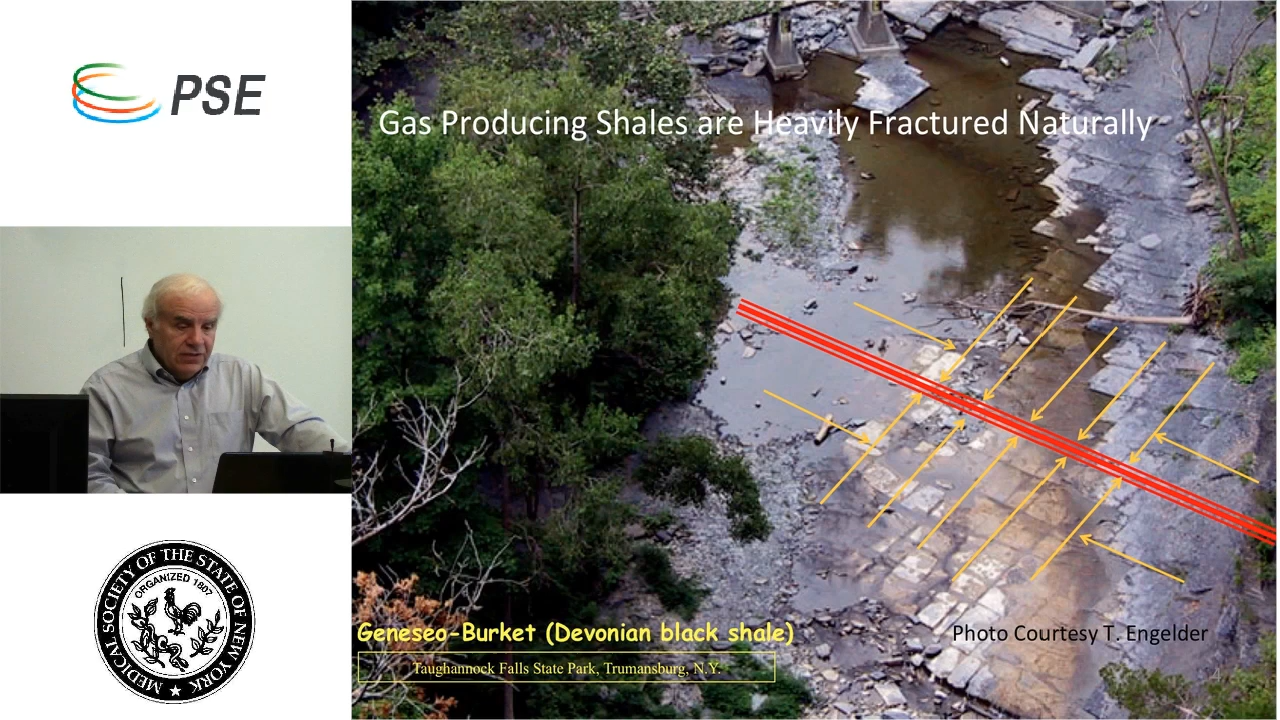 PSE
Gas Producing Shales are Heavily Fractured Naturally
Geneseo-Burket (Devonian black shale)
Taughannock Falls State Park, Trumansburg, N.Y.
Photo Courtesy T. Engelder
MEDICAL SOCIETY OF THE STATE OF NEW YORK
ORGANIZED 1807